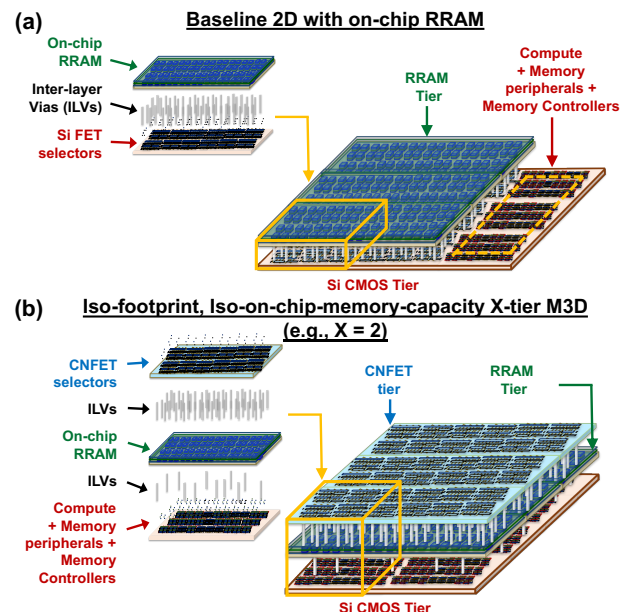 (a)
Baseline 2D with on-chip RRAM
On-chip
RRAM
Inter-layer
Vias (ILVs)
Si FET
selectors
RRAM
Tier
Compute
+ Memory
peripherals +
Memory Controllers
Si CMOS Tier
(b)
Iso-footprint, Iso-on-chip-memory-capacity X-tier M3D
(e.g., X = 2)
CNFET
selectors
ILVs
On-chip
RRAM
ILVs
Compute
+ Memory
peripherals +
Memory
Controllers
CNFET
tier
RRAM
Tier
Si CMOS Tier